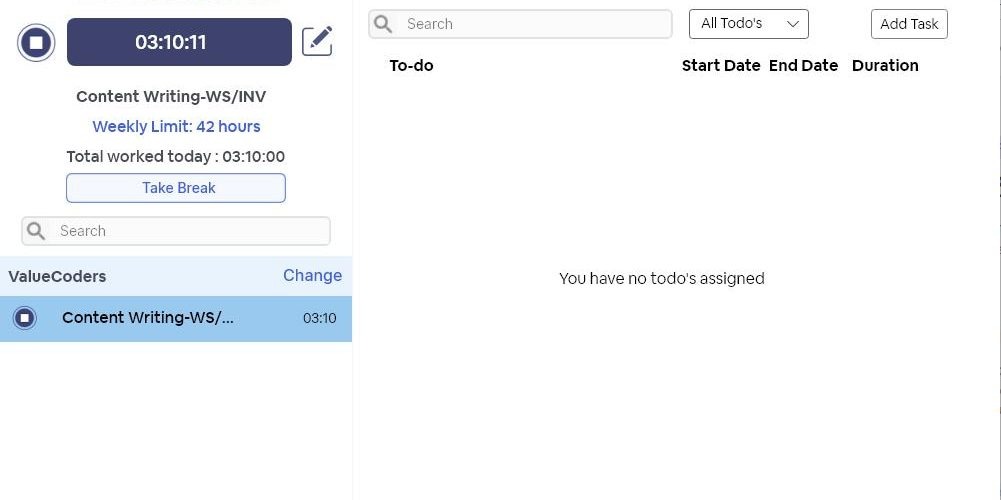 03:10:11
Content Writing-WS/INV
Weekly Limit: 42 hours
Total worked today : 03:10:00
Take Break
Search
ValueCoders Change
Content Writing-WS/... 03:10
Search All Todo's Add Task
To-do Start Date End Date Duration
You have no todo's assigned